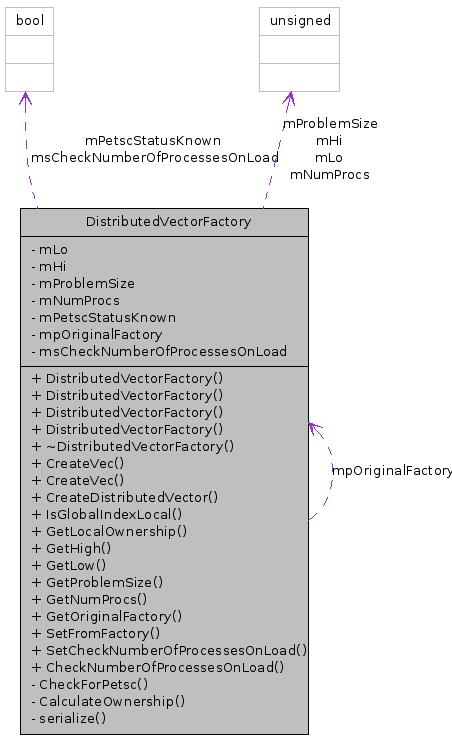 bool
unsigned
mPetscStatusKnown
msCheckNumberOfProcessesOnLoad
mProblemSize
mHi
mLo
mNumProcs
DistributedVectorFactory
- mLo
- mHi
- mProblemSize
- mNumProcs
- mPetscStatusKnown
- mpOriginalFactory
- msCheckNumberOfProcessesOnLoad
+ DistributedVectorFactory()
+ DistributedVectorFactory()
+ DistributedVectorFactory()
+ DistributedVectorFactory()
+ ~DistributedVectorFactory()
+ CreateVec()
+ CreateVec()
+ CreateDistributedVector()
+ IsGlobalIndexLocal()
+ GetLocalOwnership()
+ GetHigh()
+ GetLow()
+ GetProblemSize()
+ GetNumProcs()
+ GetOriginalFactory()
+ SetFromFactory()
+ SetCheckNumberOfProcessesOnLoad()
+ CheckNumberOfProcessesOnLoad()
- CheckForPetsc()
- CalculateOwnership()
- serialize()
mpOriginalFactory